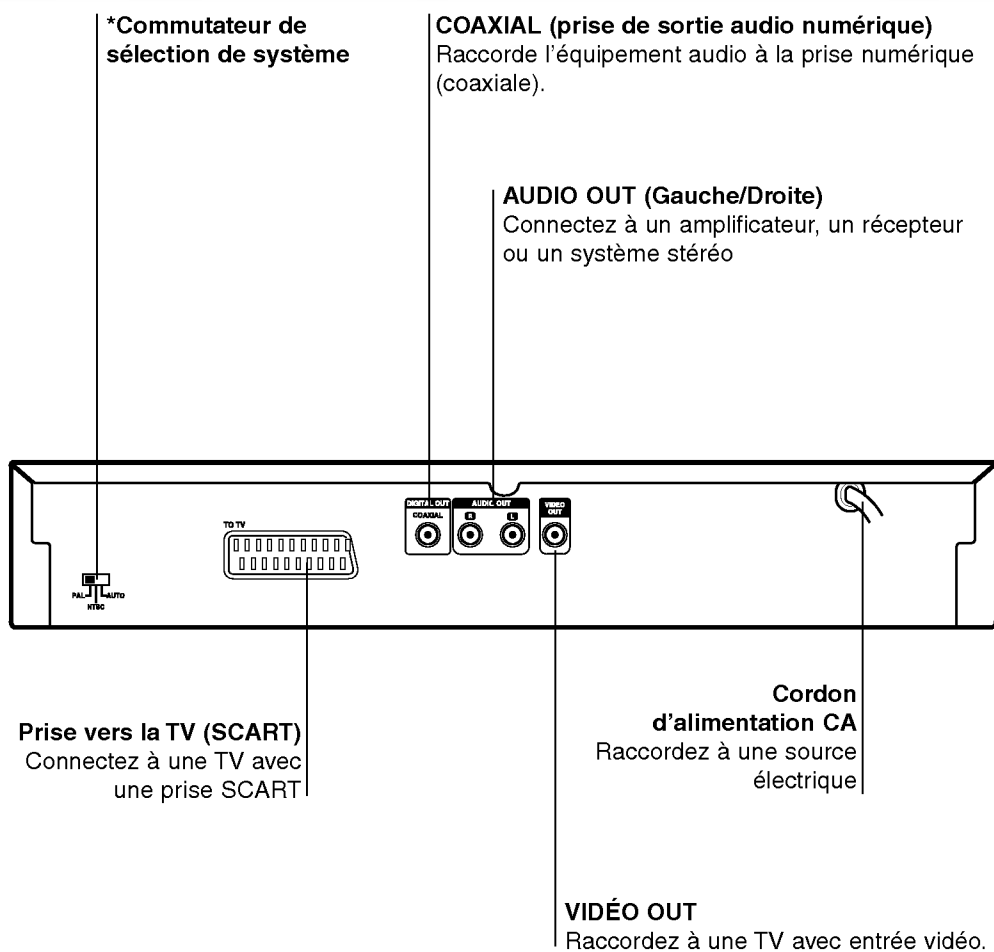 *Commutateur de
sélection de système
COAXIAL (prise de sortie audio numérique)
Raccorde l'équipement audio à la prise numérique
(coaxiale).
AUDIO OUT (Gauche/Droite)
Connectez à un amplificateur, un récepteur
ou un système stéréo
DIGITAL OUT
COAXIAL
AUDIO OUT
R
L
VIDEO
OUT
TO TV
PAL
AUTO
NTSC
Prise vers la TV (SCART)
Connectez à une TV avec
une prise SCART
Cordon
d'alimentation CA
Raccordez à une source
électrique
VIDÉO OUT
Raccordez à une TV avec entrée vidéo.